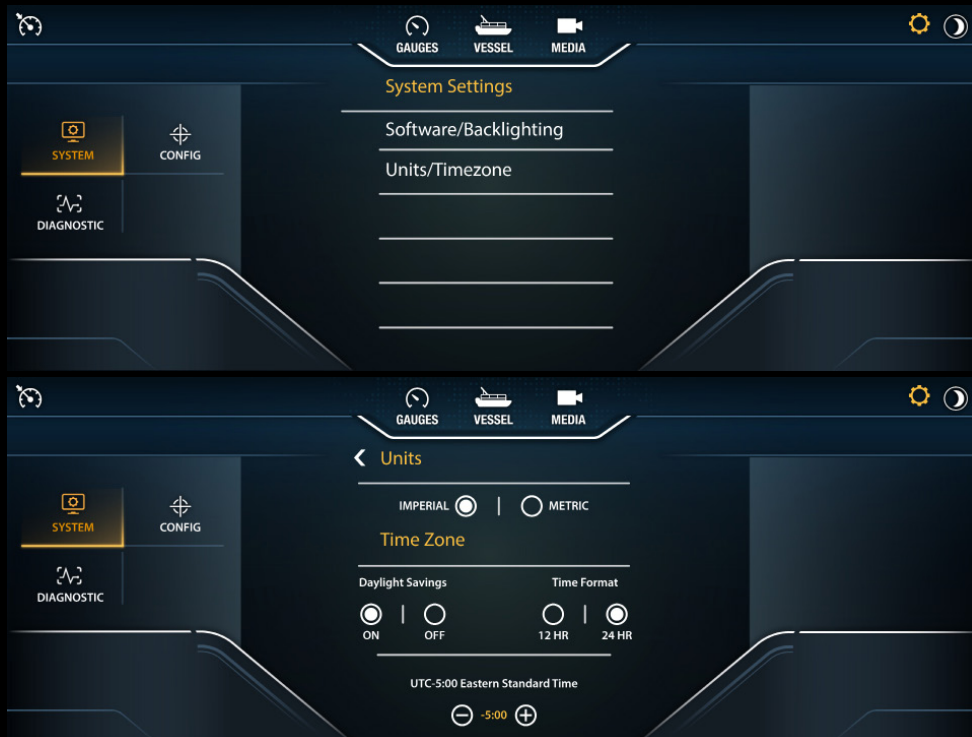 GAUGES VESSEL MEDIA
System Settings
Software/Backlighting
Units/Timezone
SYSTEM CONFIG
DIAGNOSTIC
GAUGES VESSEL MEDIA
Units
IMPERIAL | METRIC
Time Zone
Daylight Savings Time Format
ON | OFF 12 HR | 24 HR
UTC-5:00 Eastern Standard Time
-5:00
SYSTEM CONFIG
DIAGNOSTIC